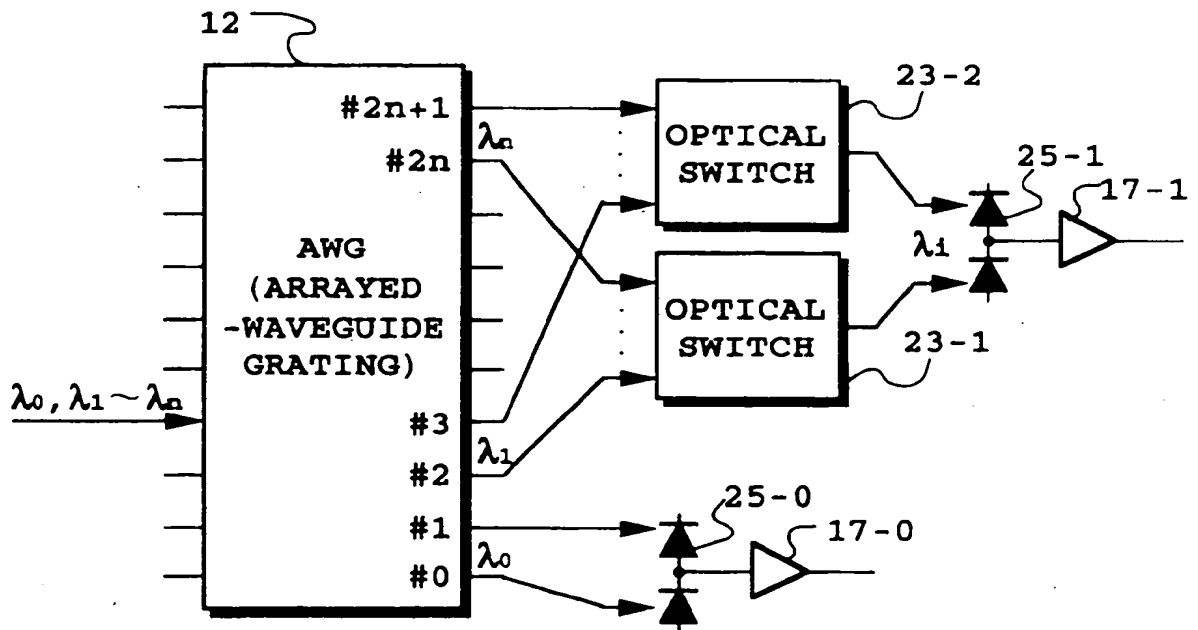 12
#2n+1
λn
#2n
AWG
(ARRAYED
-WAVEGUIDE
GRATING)
λ0,λ1~λn
#3
λ1
#2
#1
λ0
#0
OPTICAL
SWITCH
23-2
OPTICAL
SWITCH
23-1
25-1
17-1
λi
25-0
17-0